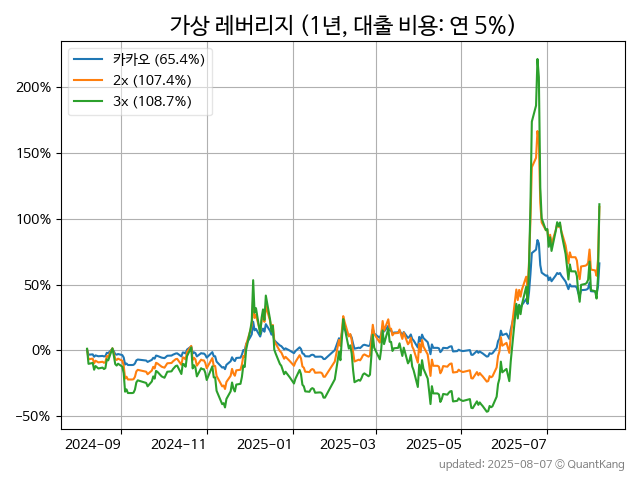 가상 레버리지 (1년, 대출 비용: 연 5%)
카카오 (65.4%)
2x (107.4%)
3x (108.7%)
200%
150%
100%
50%
0%
−50%
2024-09 2024-11 2025-01 2025-03 2025-05 2025-07
updated: 2025-08-07 © QuantKang